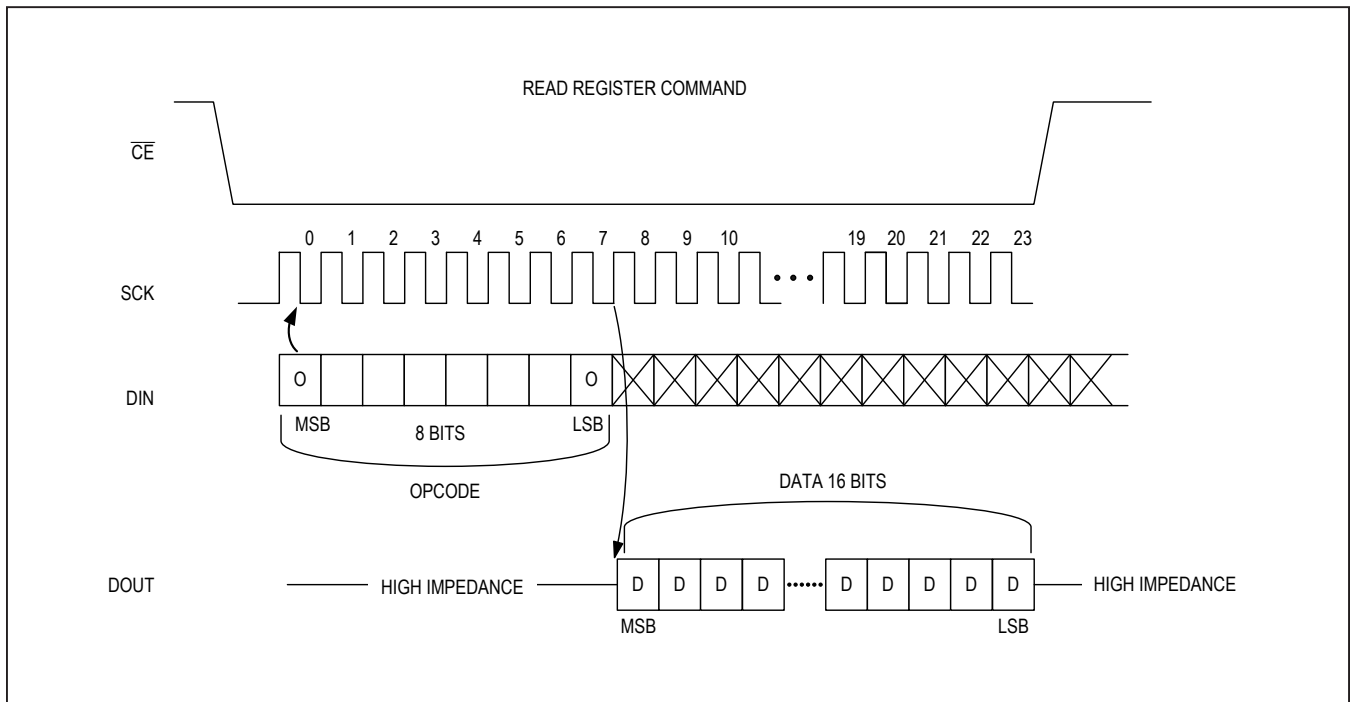 READ REGISTER COMMAND
CE
0 1 2 3 4 5 6 7 8 9 10 19 20 21 22 23
SCK
O O
DIN
MSB 8 BITS LSB
OPCODE
DATA 16 BITS
DOUT HIGH IMPEDANCE D D D D D D D D D HIGH IMPEDANCE
MSB LSB